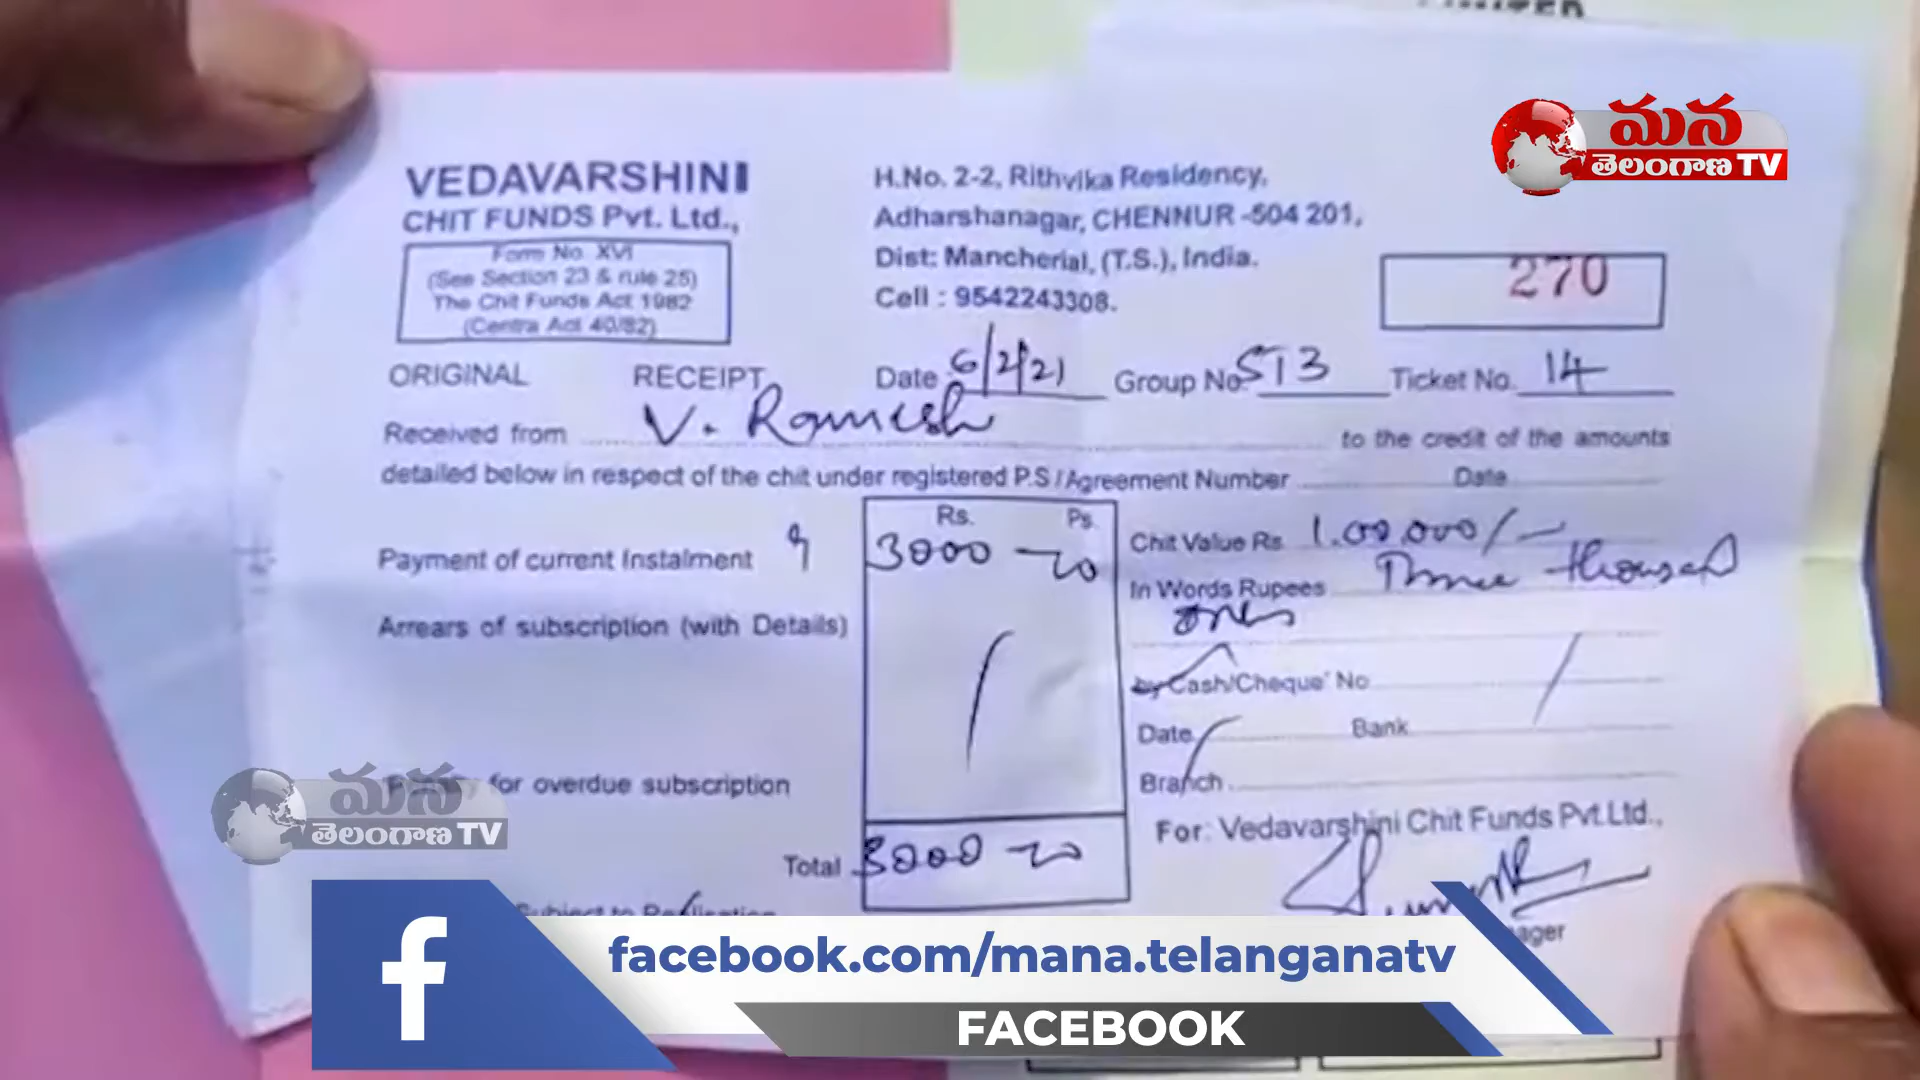 LIMITED
మన
తెలంగాణ TV
VEDAVARSHINI
CHIT FUNDS Pvt. Ltd.,
Form No XVI
(See Section 23 & rule 25)
The Chit Funds Act 1982
(Centra Act 40/82)
H.No. 2-2, Rithvika Residency,
Adharshanagar, CHENNUR -504 201,
Dist: Mancherial, (T.S.), India.
Cell : 9542243308.
270
ORIGINAL RECEIPT Date 6/2/21 Group No. ST3 Ticket No. 14
Received from V. Ramesh to the credit of the amounts
detailed below in respect of the chit under registered P.S / Agreement Number Date
Rs. Ps.
Payment of current Instalment 9 3000 Chit Value Rs 1.00.000/-
In Words Rupees Three thousand
only
Arrears of subscription (with Details)
by Cash/Cheque' No
Date Bank
Branch
for overdue subscription
Total 3000
For: Vedavarshini Chit Funds Pvt.Ltd.,
Subject to Realisation
మన
తెలంగాణ TV
facebook.com/mana.telanganatv
FACEBOOK